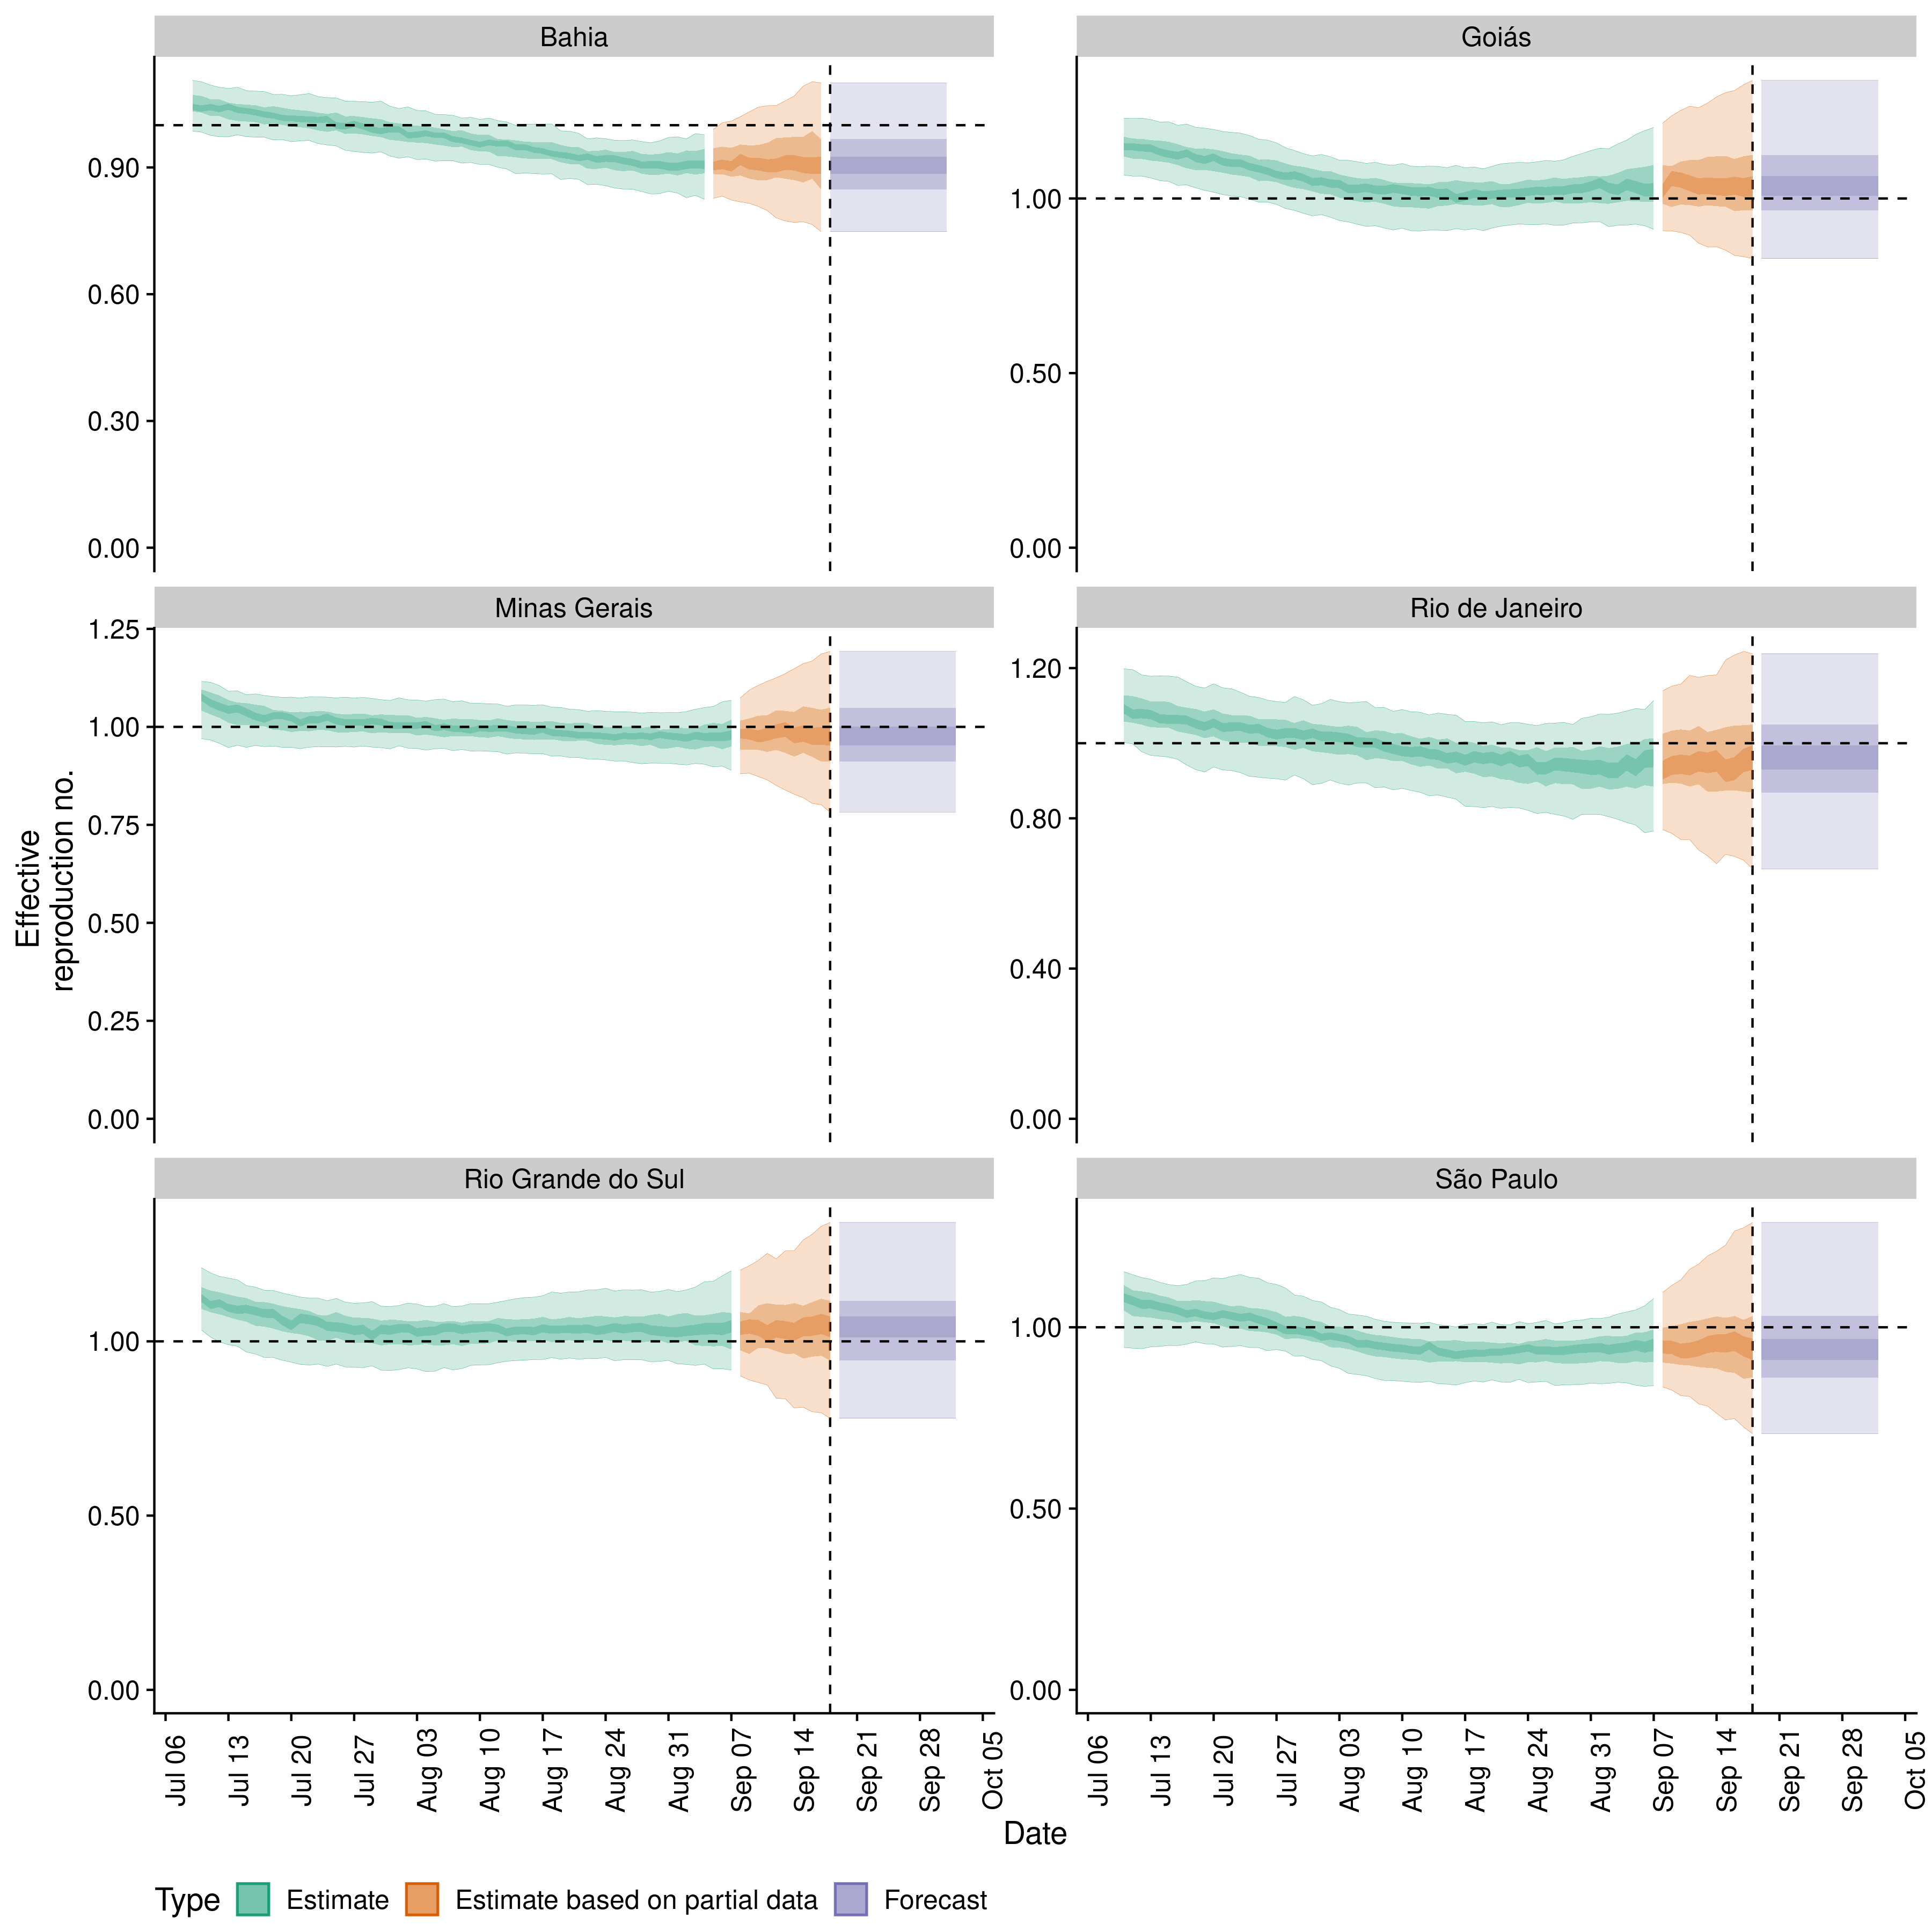 Bahia
Goiás
0.90
0.60
0.30
0.00
1.00
0.50
0.00
Minas Gerais
Rio de Janeiro
1.25
1.00
0.75
0.50
0.25
0.00
1.20
0.80
0.40
0.00
Effective
reproduction no.
Rio Grande do Sul
São Paulo
1.00
0.50
0.00
1.00
0.50
0.00
Jul 06
Jul 13
Jul 20
Jul 27
Aug 03
Aug 10
Aug 17
Aug 24
Aug 31
Sep 07
Sep 14
Sep 21
Sep 28
Oct 05
Jul 06
Jul 13
Jul 20
Jul 27
Aug 03
Aug 10
Aug 17
Aug 24
Aug 31
Sep 07
Sep 14
Sep 21
Sep 28
Oct 05
Date
Type Estimate Estimate based on partial data Forecast